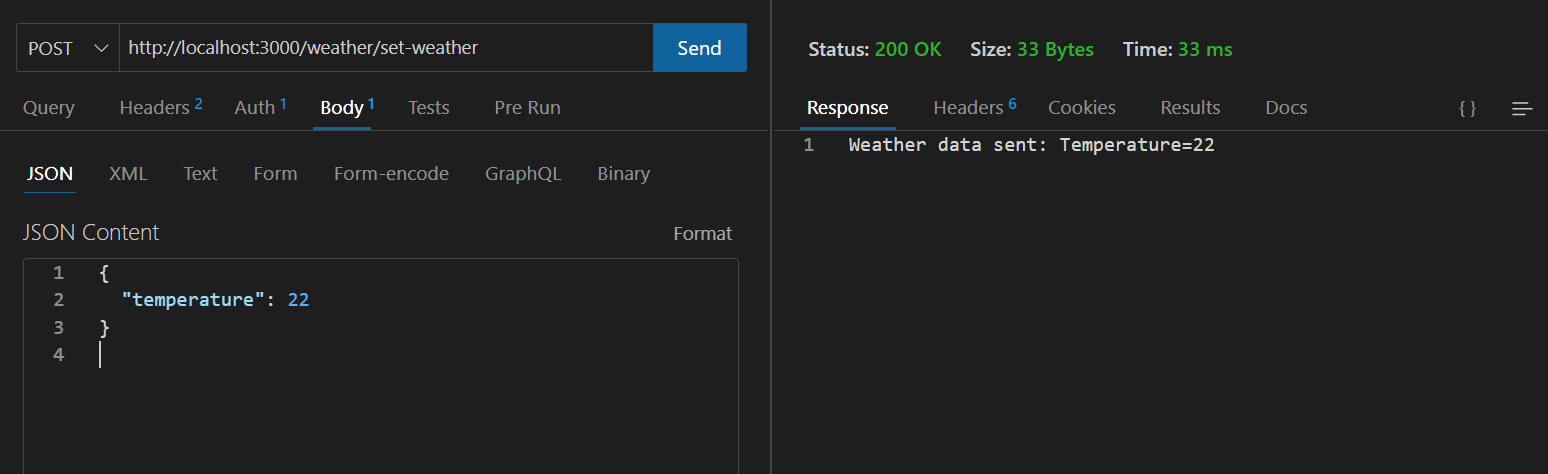 POST http://localhost:3000/weather/set-weather Send
Query Headers 2 Auth 1 Body 1 Tests Pre Run
JSON XML Text Form Form-encode GraphQL Binary
JSON Content Format
1 {
2 "temperature": 22
3 }
4
Status: 200 OK Size: 33 Bytes Time: 33 ms
Response Headers 6 Cookies Results Docs { }
1 Weather data sent: Temperature=22